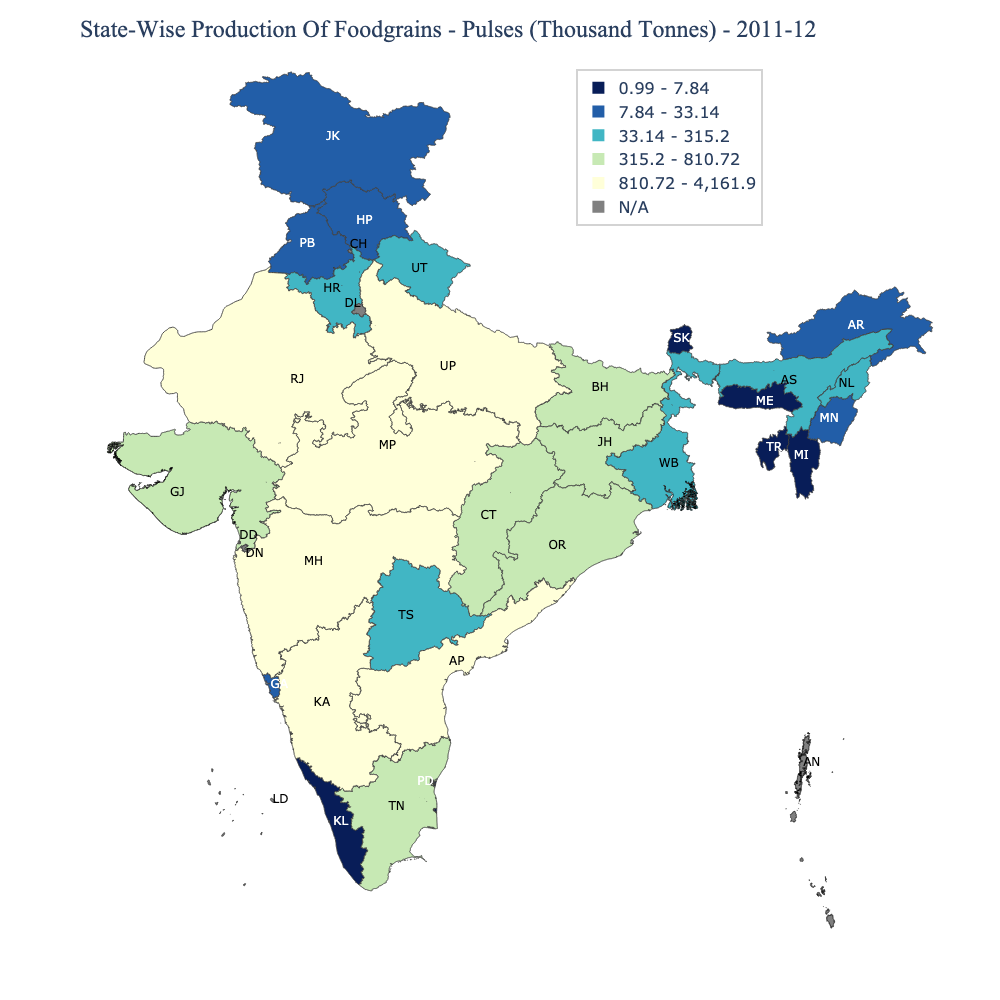 State-Wise Production Of Foodgrains - Pulses (Thousand Tonnes) - 2011-12
0.99 - 7.84
7.84 - 33.14
33.14 - 315.2
315.2 - 810.72
810.72 - 4,161.9
N/A
JK
HP
PB
CH
UT
HR
DL
SK
AR
RJ
UP
BH
AS
NL
ME
MN
MP
JH
TR
MI
WB
GJ
CT
DD
OR
DN
MH
TS
AP
G
KA
AN
PD
LD
TN
KL